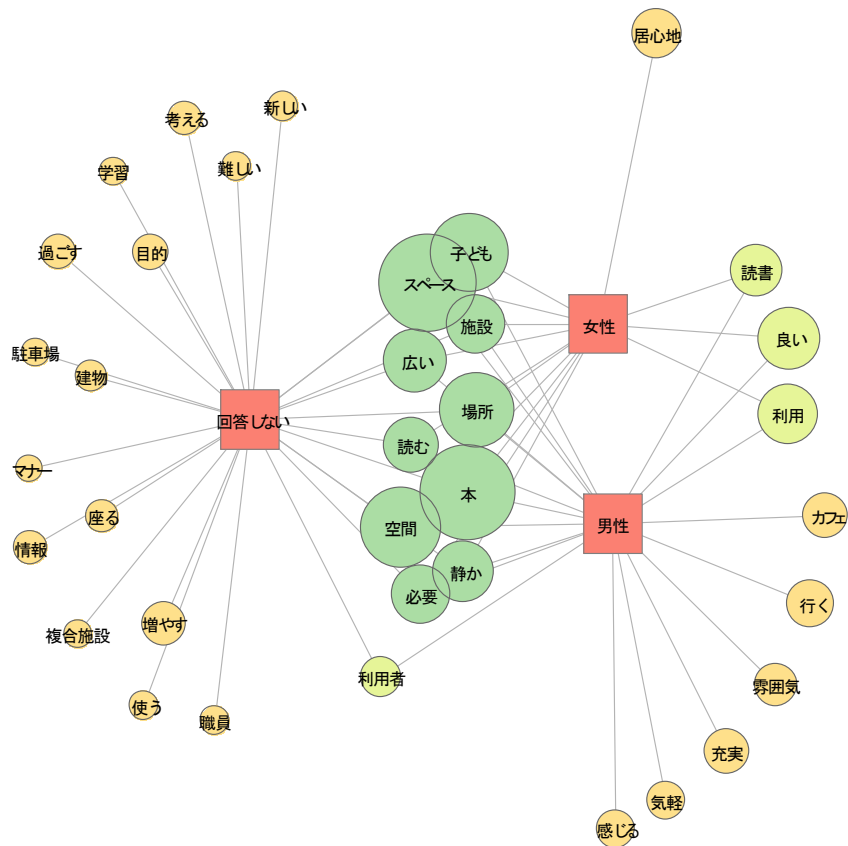 居心地
新しい
考える
難しい
学習
過ごす
目的
子ども
スペース
読書
施設
女性
良い
駐車場
建物
広い
場所
利用
回答しない
読む
マナー
本
座る
カフェ
情報
空間
男性
静か
必要
行く
複合施設
増やす
利用者
雰囲気
使う
職員
充実
気軽
感じる